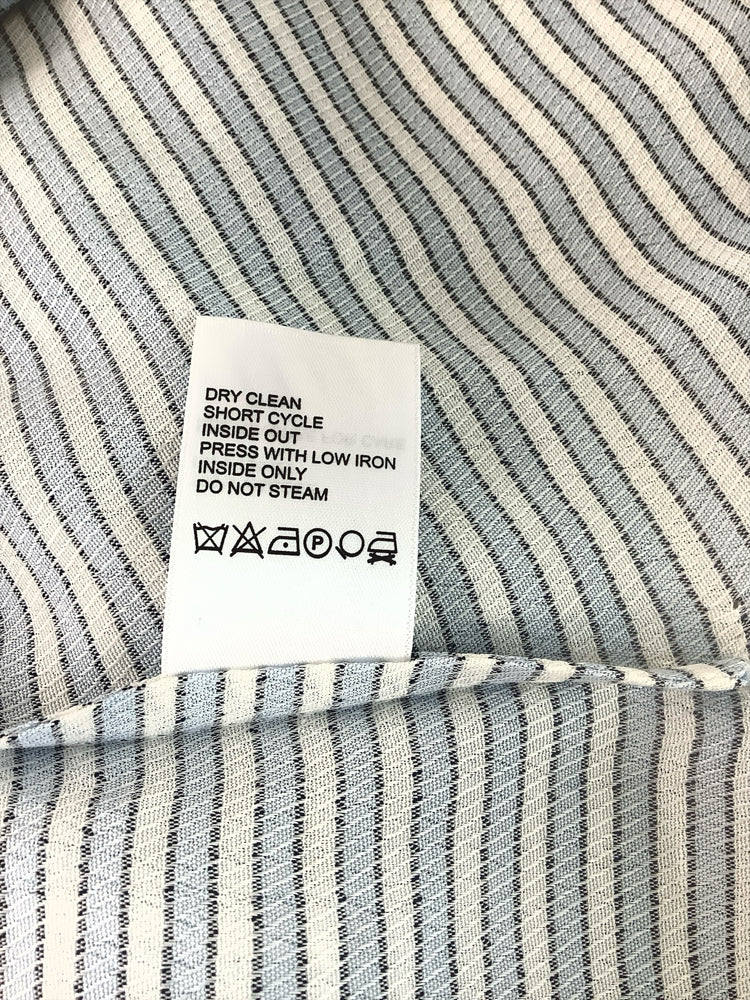 DRY CLEAN
SHORT CYCLE
INSIDE OUT
PRESS WITH LOW IRON
INSIDE ONLY
DO NOT STEAM
P